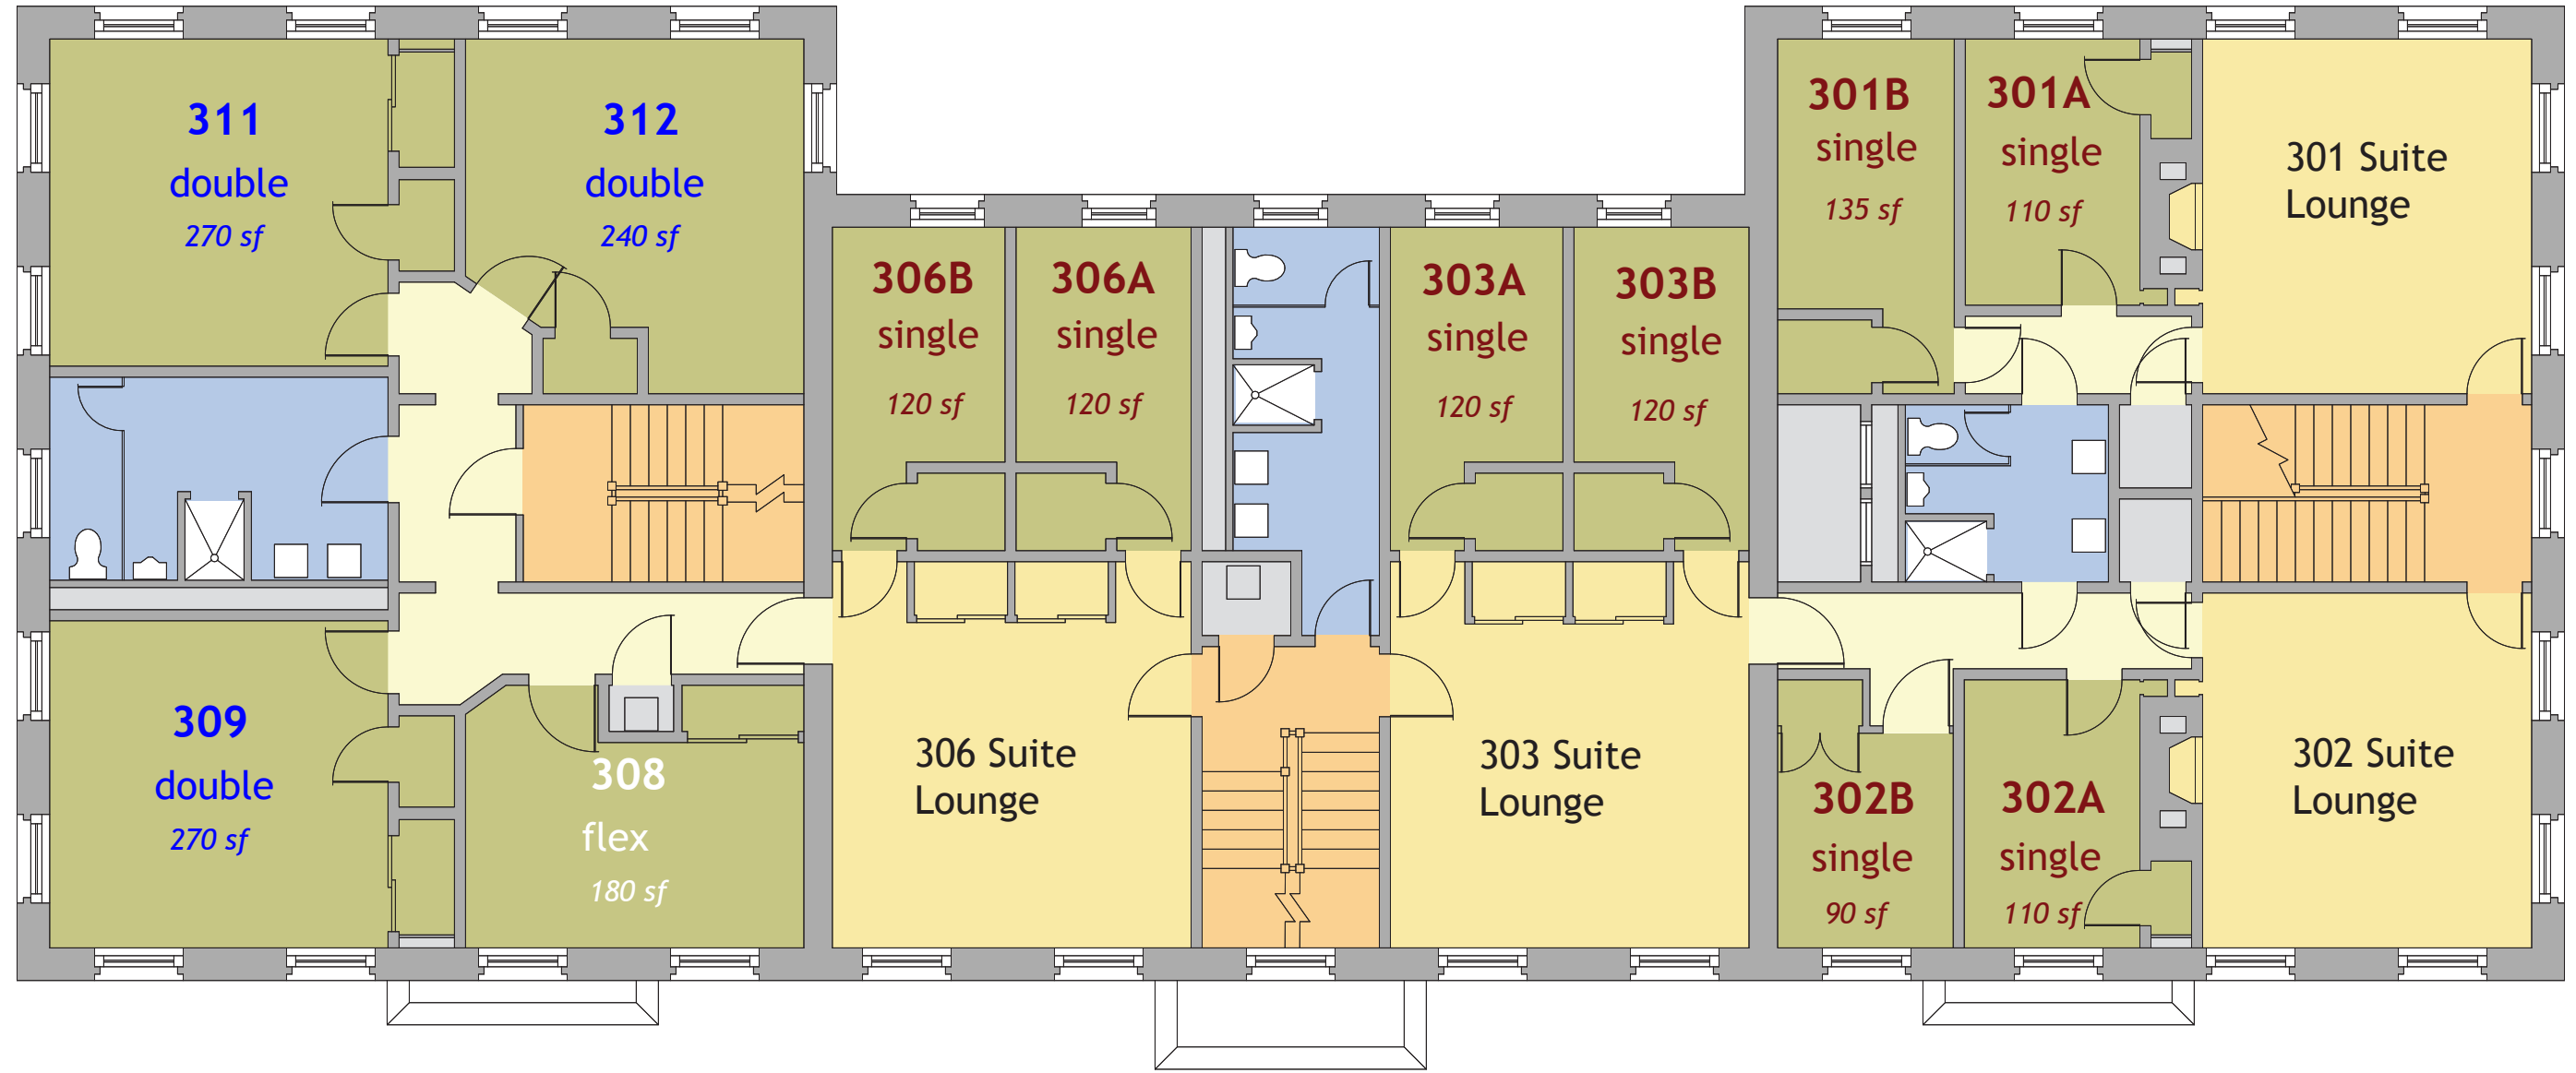 311
double
270 sf
312
double
240 sf
306B
single
120 sf
306A
single
120 sf
303A
single
120 sf
303B
single
120 sf
301B
single
135 sf
301A
single
110 sf
301 Suite
Lounge
309
double
270 sf
308
flex
180 sf
306 Suite
Lounge
303 Suite
Lounge
302B
single
90 sf
302A
single
110 sf
302 Suite
Lounge